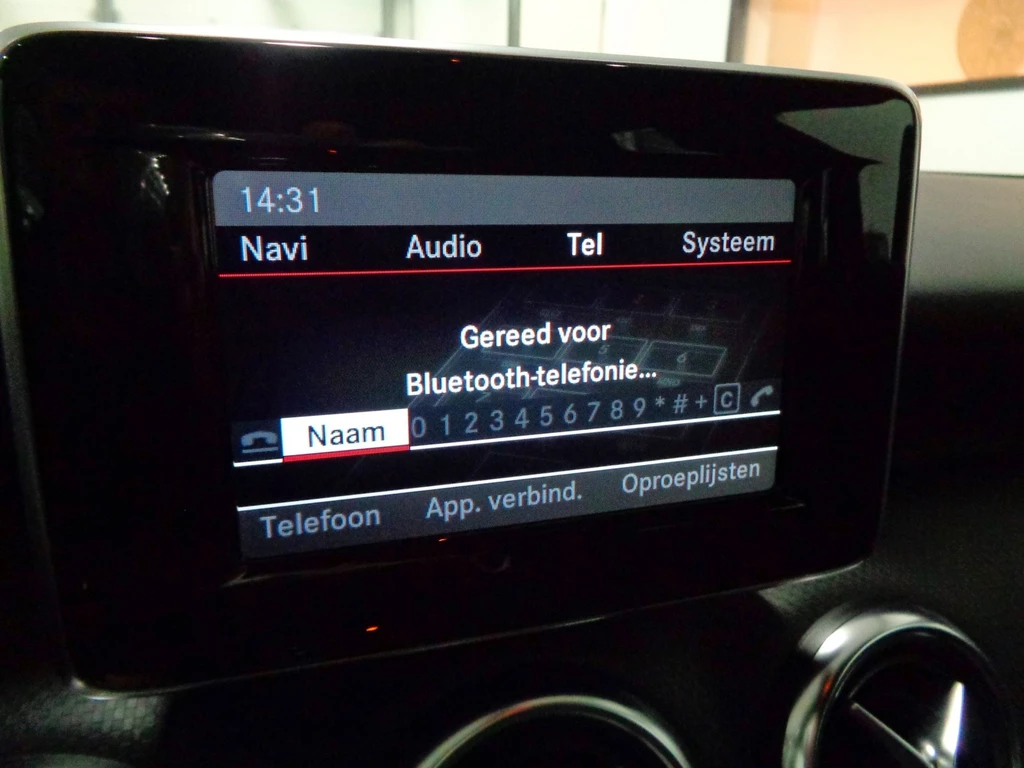 14:31
Navi Audio Tel Systeem
Gereed voor
Bluetooth-telefonie...
Naam 0 1 2 3 4 5 6 7 8 9 * # + C
Telefoon App. verbind. Oproeplijsten